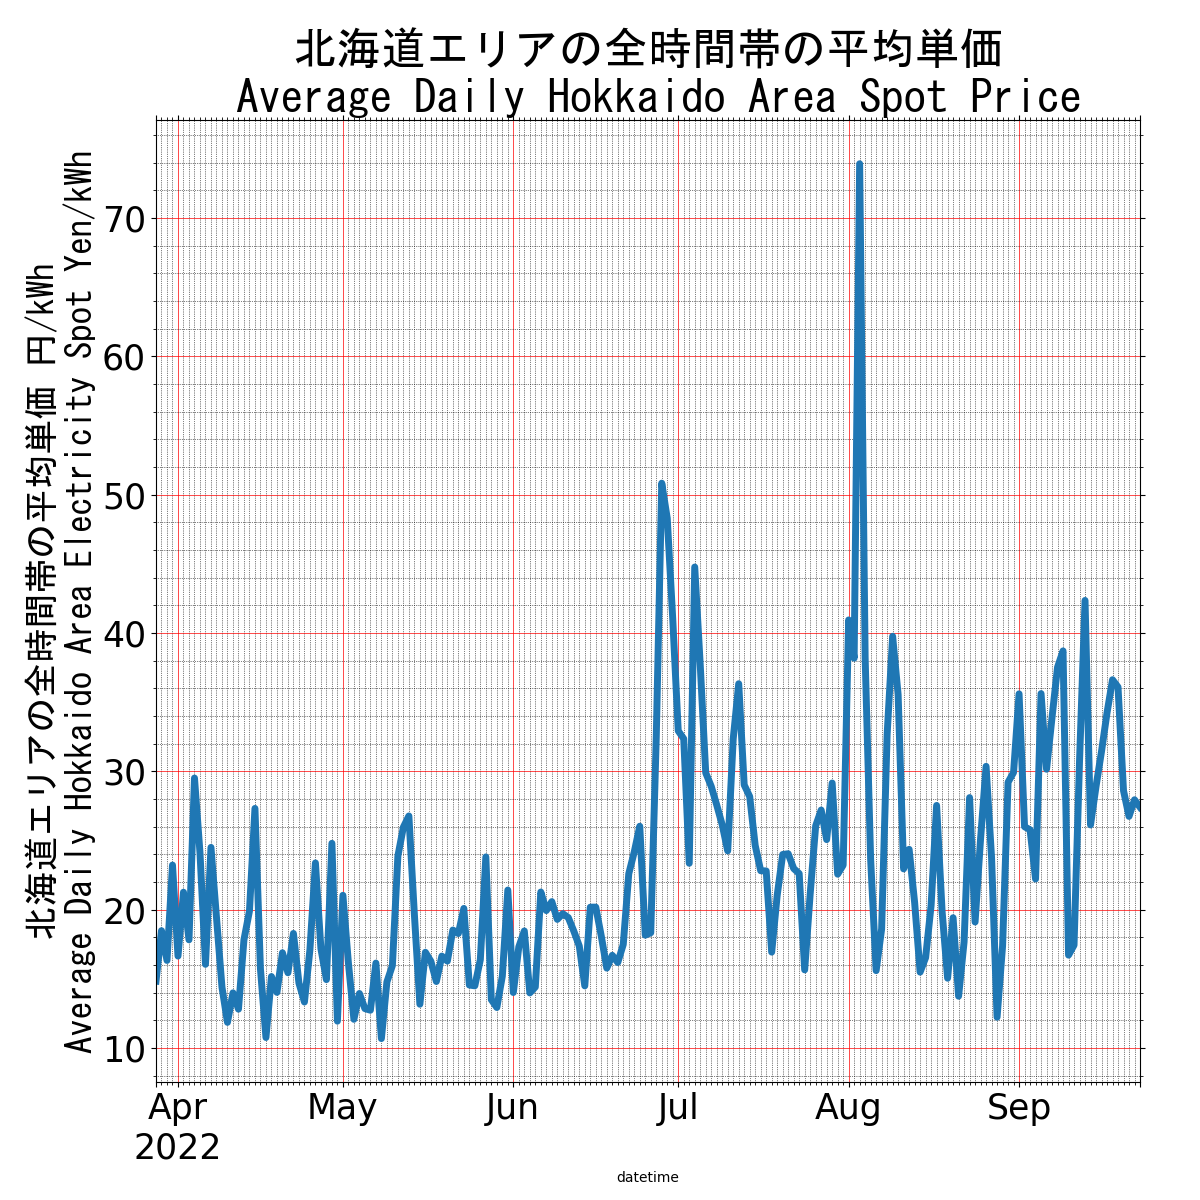 北海道エリアの全時間帯の平均単価
Average Daily Hokkaido Area Spot Price
北海道エリアの全時間帯の平均単価 円/kWh
Average Daily Hokkaido Area Electricity Spot Yen/kWh
70
60
50
40
30
20
10
Apr May Jun Jul Aug Sep
2022
datetime